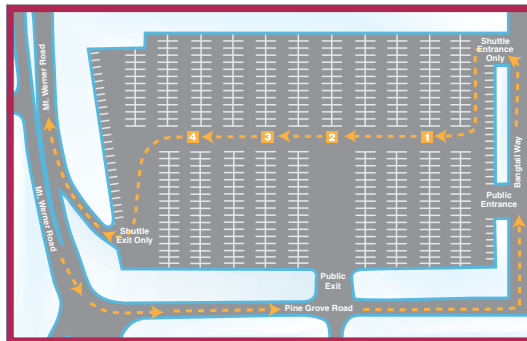 Shuttle
Entrance
Only
Mt. Werner Road
4
3
2
1
Bangtail Way
Public
Entrance
Mt. Werner Road
Shuttle
Exit Only
Public
Exit
Pine Grove Road